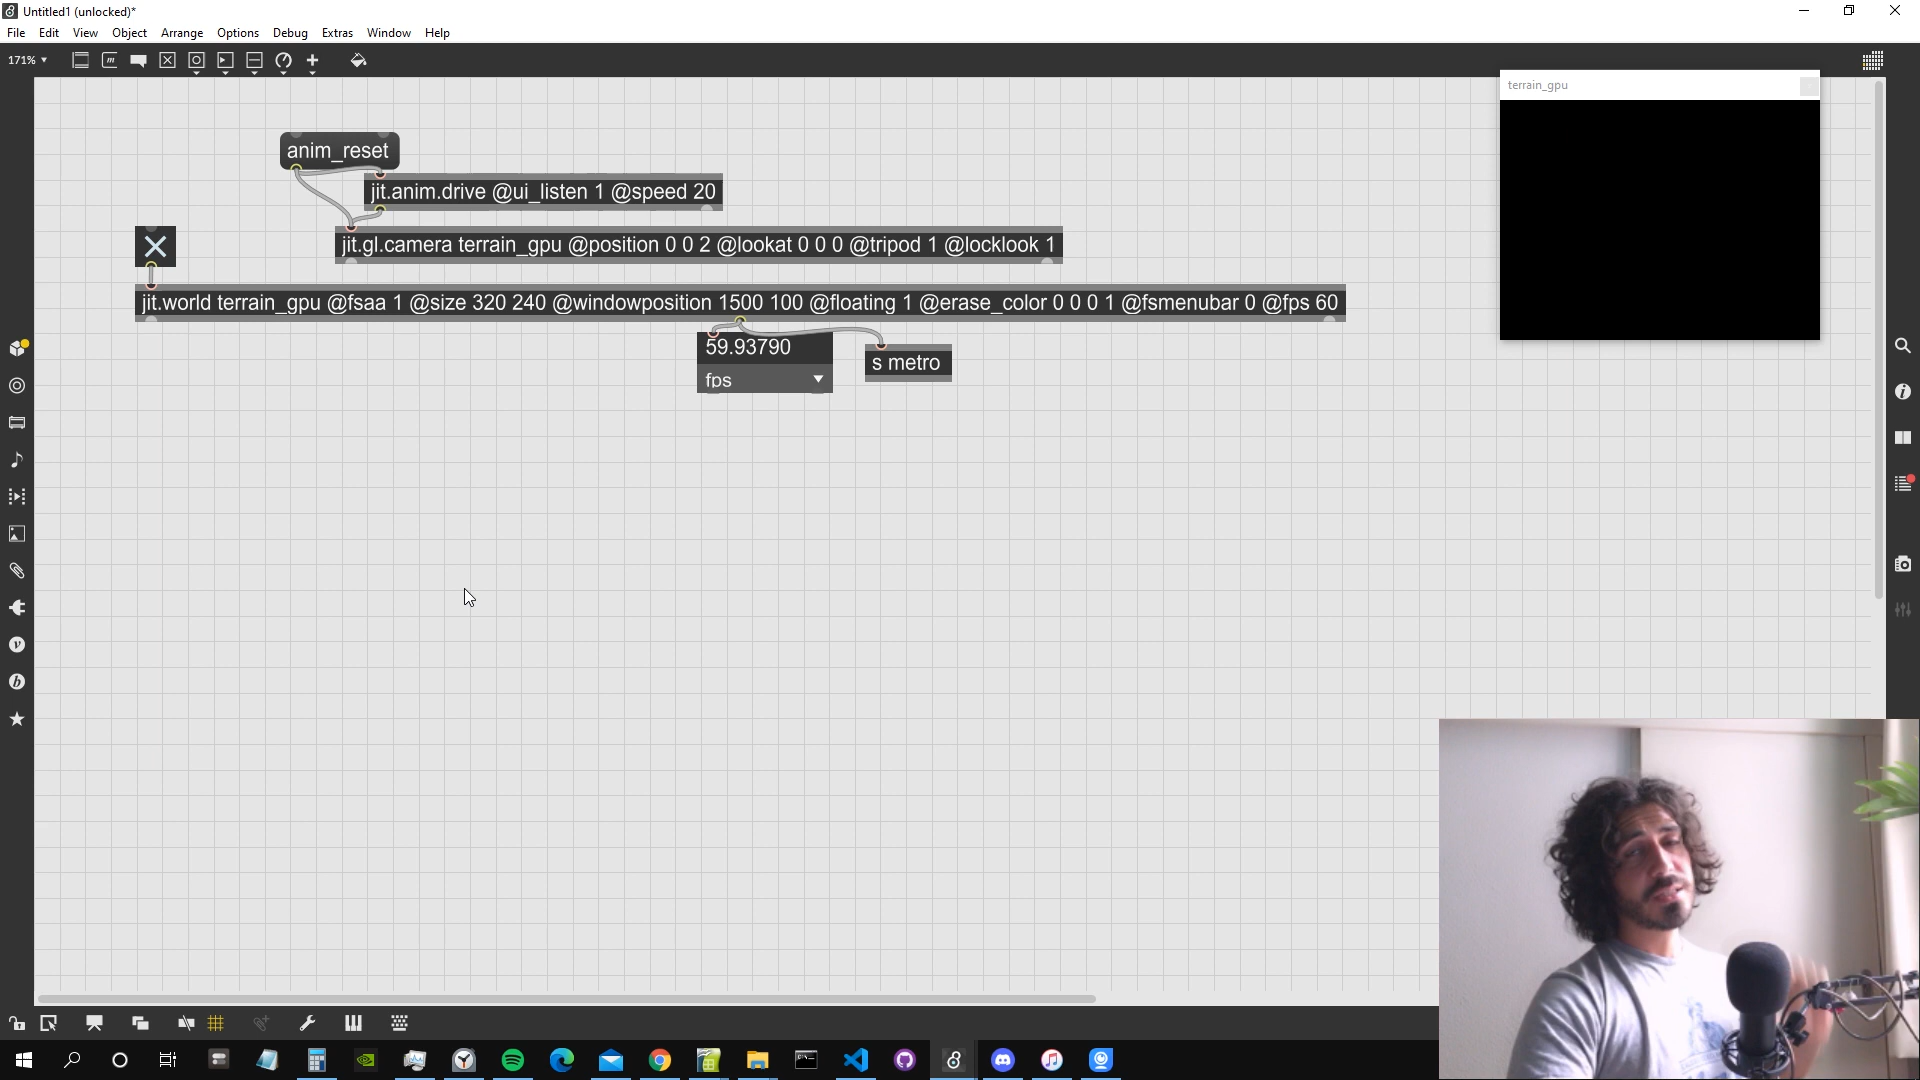 Untitled1 (unlocked)*
File Edit View Object Arrange Options Debug Extras Window Help
171%
terrain_gpu
anim_reset
jit.anim.drive @ui_listen 1 @speed 20
jit.gl.camera terrain_gpu @position 0 0 2 @lookat 0 0 0 @tripod 1 @locklook 1
jit.world terrain_gpu @fsaa 1 @size 320 240 @windowposition 1500 100 @floating 1 @erase_color 0 0 0 1 @fsmenubar 0 @fps 60
59.93790
fps
s metro